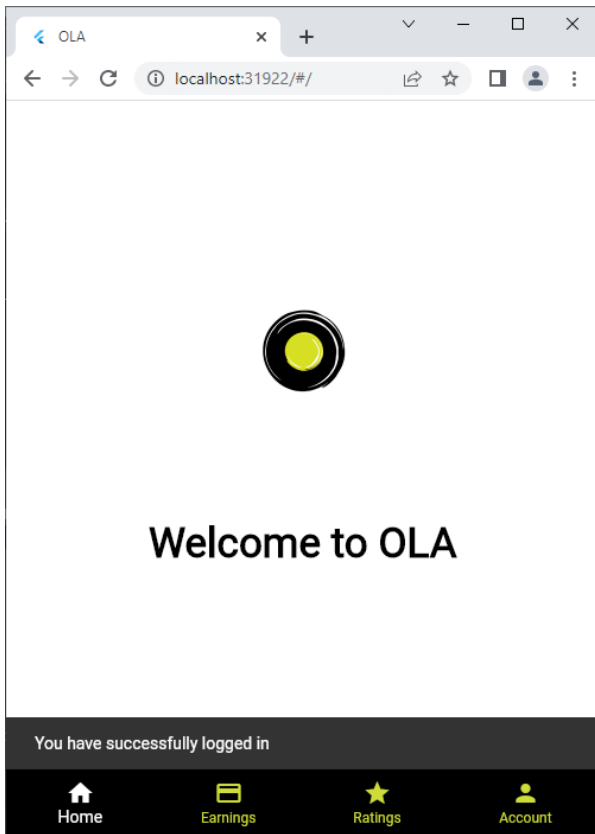 OLA
localhost:31922/#/
Welcome to OLA
You have successfully logged in
Home Earnings Ratings Account